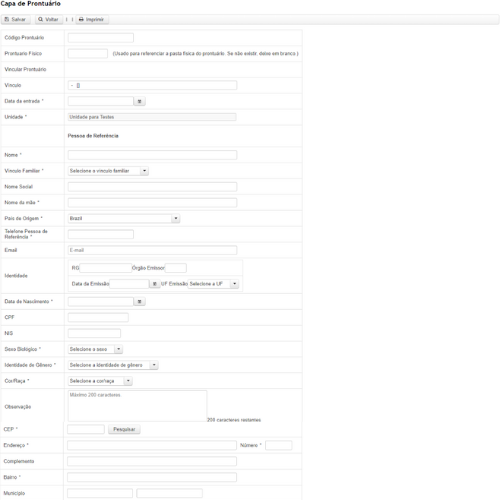 Capa de Prontuário
Salvar Voltar | | Imprimir
Código Prontuário
Prontuário Físico (Usado para referenciar a pasta física do prontuário. Se não existir, deixe em branco.)
Vincular Prontuário
Vínculo - []
Data de entrada *
Unidade * Unidade para Testes
Pessoa de Referência
Nome *
Vínculo Familiar * Selecione o vínculo familiar
Nome Social
Nome da mãe *
País de Origem * Brazil
Telefone Pessoa de
Referência *
Email E-mail
Identidade RG Órgão Emissor
Data da Emissão UF Emissão Selecione a UF
Data de Nascimento *
CPF
NIS
Sexo Biológico * Selecione o sexo
Identidade de Gênero * Selecione a Identidade de gênero
Cor/Raça * Selecione a cor/raça
Observação Máximo 200 caracteres
200 caracteres restantes
CEP * Pesquisar
Endereço * Número *
Complemento
Bairro *
Município